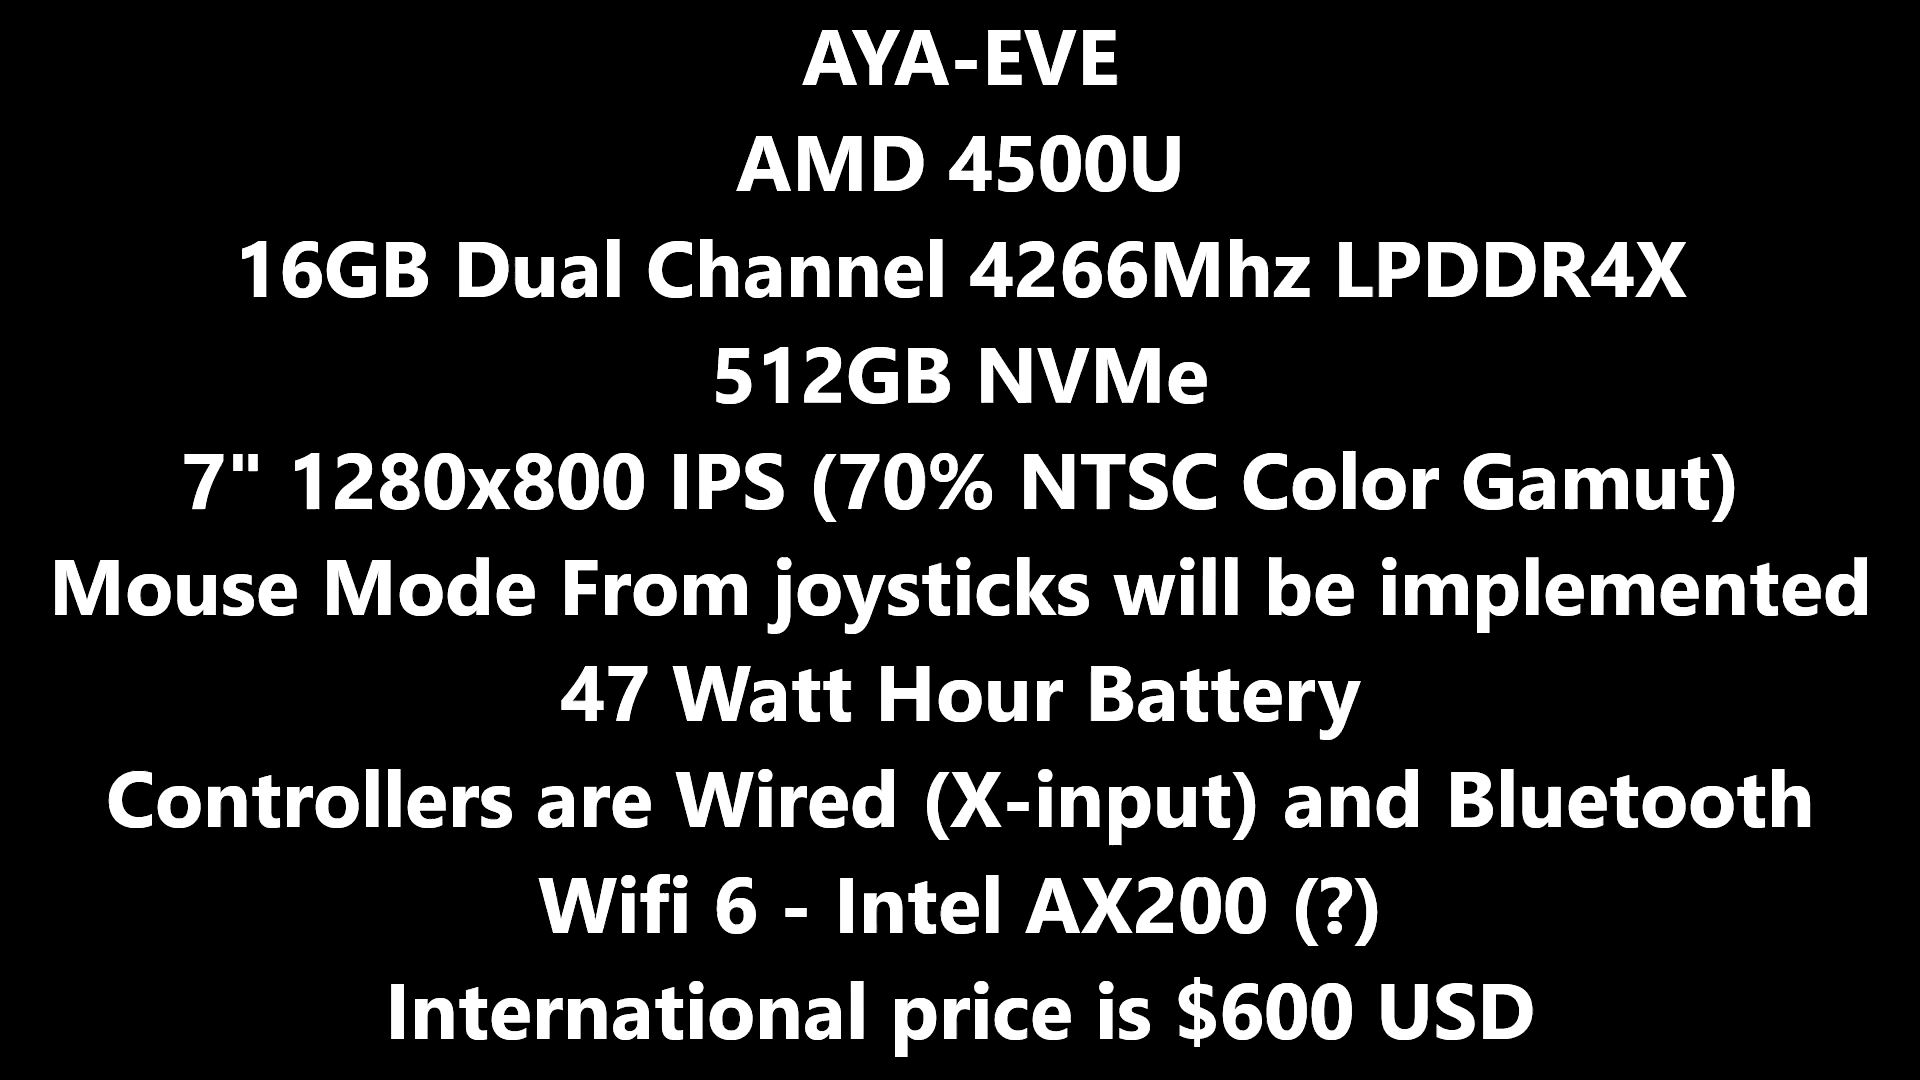 AYA-EVE
AMD 4500U
16GB Dual Channel 4266Mhz LPDDR4X
512GB NVMe
7" 1280x800 IPS (70% NTSC Color Gamut)
Mouse Mode From joysticks will be implemented
47 Watt Hour Battery
Controllers are Wired (X-input) and Bluetooth
Wifi 6 - Intel AX200 (?)
International price is $600 USD